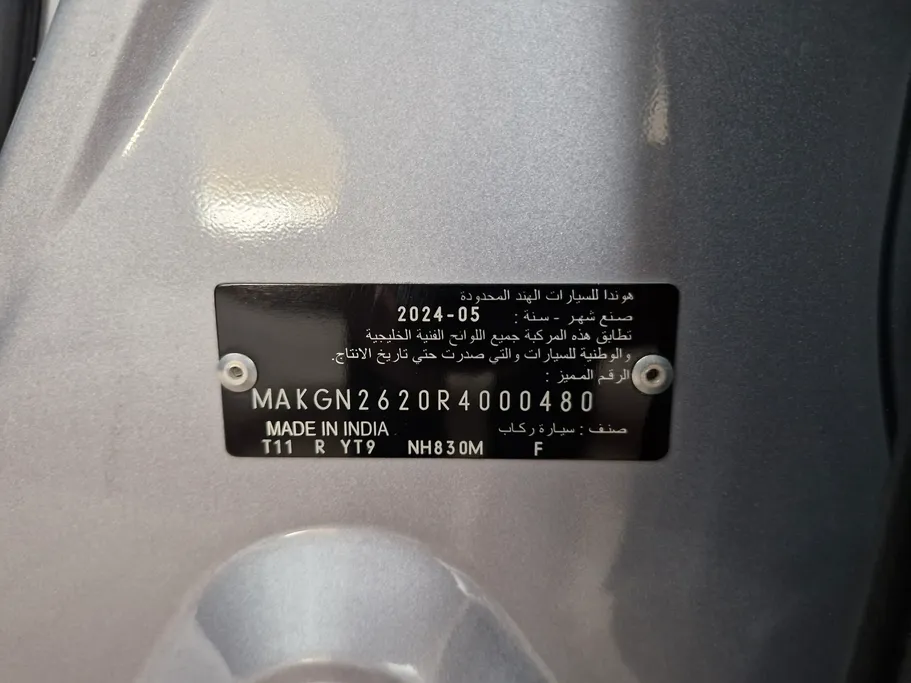 هوندا للسيارات الهند المحدودة
صنع شهر - سنة : 2024-05
تطابق هذه المركبة جميع اللوائح الفنية الخليجية
والوطنية للسيارات والتي صدرت حتي تاريخ الانتاج.
الرقم المميز :
MAKGN2620R4000480
MADE IN INDIA صنف : سيارة ركاب
T11 R YT9 NH830M F